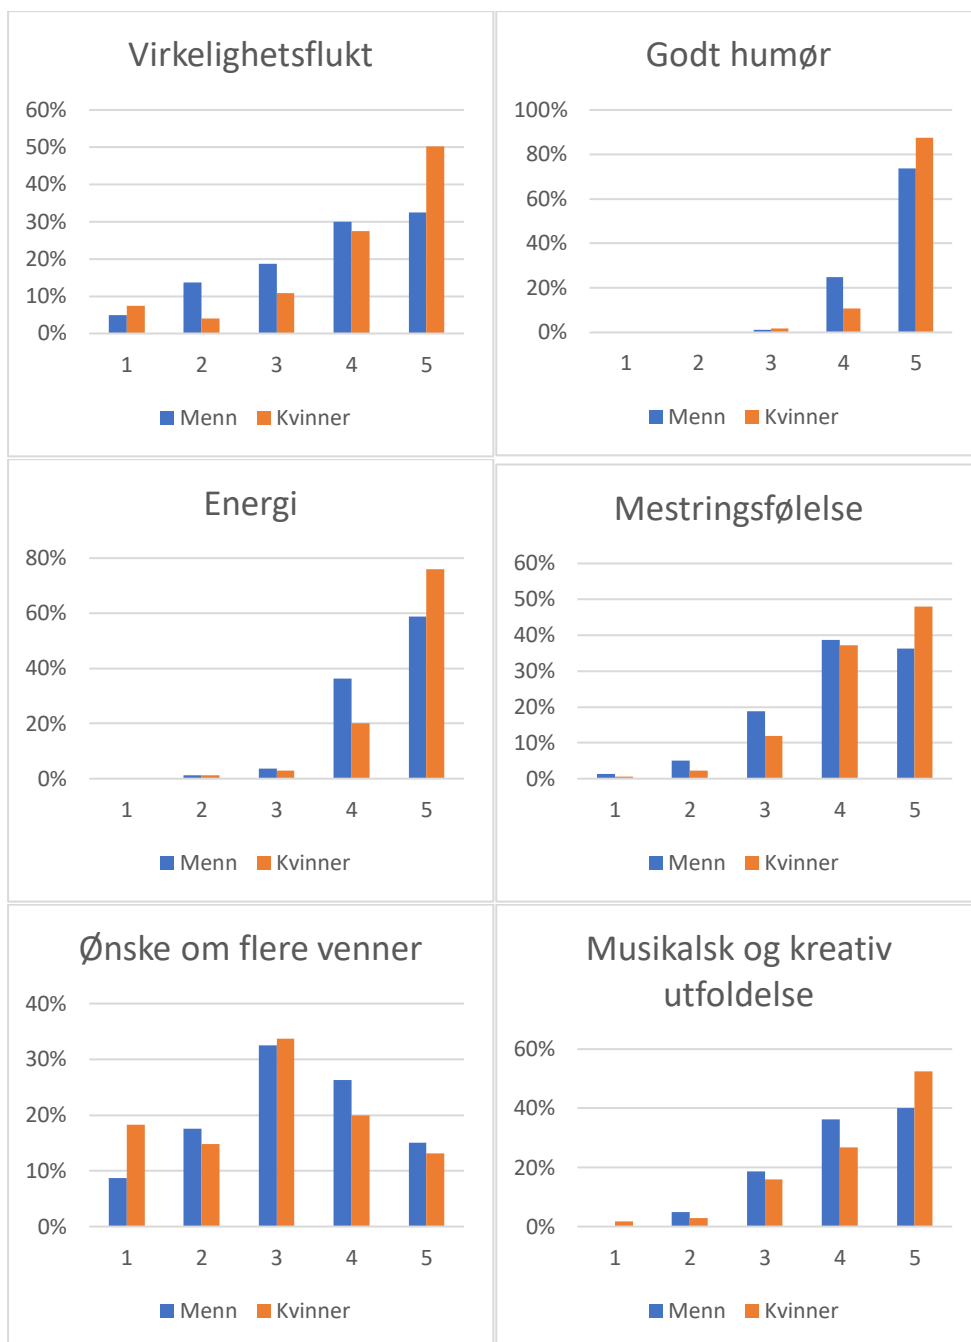 Virkelighetsflukt
60%
50%
40%
30%
20%
10%
0%
1 2 3 4 5
Menn Kvinner
Godt humør
100%
80%
60%
40%
20%
0%
1 2 3 4 5
Menn Kvinner
Energi
80%
60%
40%
20%
0%
1 2 3 4 5
Menn Kvinner
Mestringsfølelse
60%
50%
40%
30%
20%
10%
0%
1 2 3 4 5
Menn Kvinner
Ønske om flere venner
40%
30%
20%
10%
0%
1 2 3 4 5
Menn Kvinner
Musikalsk og kreativ
utfoldelse
60%
40%
20%
0%
1 2 3 4 5
Menn Kvinner